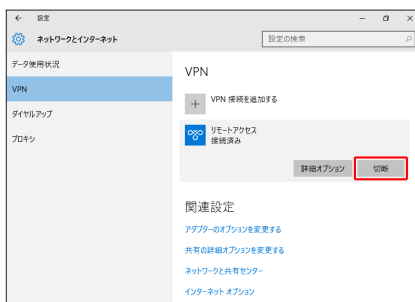 設定
ネットワークとインターネット
設定の検索
データ使用状況
VPN
ダイヤルアップ
プロキシ
VPN
VPN 接続を追加する
リモートアクセス
接続済み
詳細オプション
切断
関連設定
アダプターのオプションを変更する
共有の詳細オプションを変更する
ネットワークと共有センター
インターネット オプション